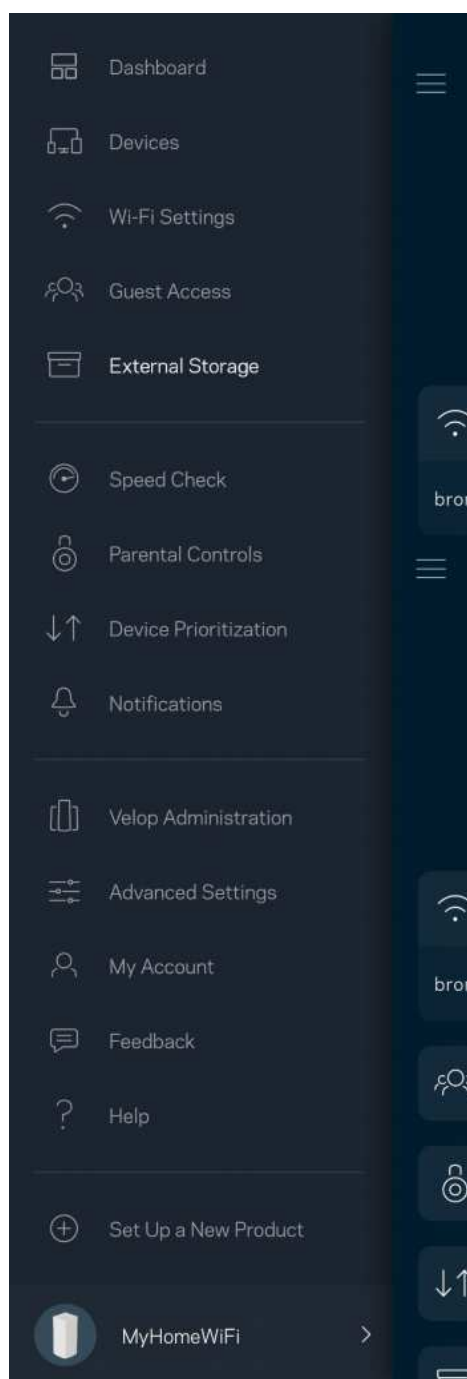 Dashboard
Devices
Wi-Fi Settings
Guest Access
External Storage
Speed Check
Parental Controls
Device Prioritization
Notifications
Velop Administration
Advanced Settings
My Account
Feedback
? Help
Set Up a New Product
MyHomeWiFi